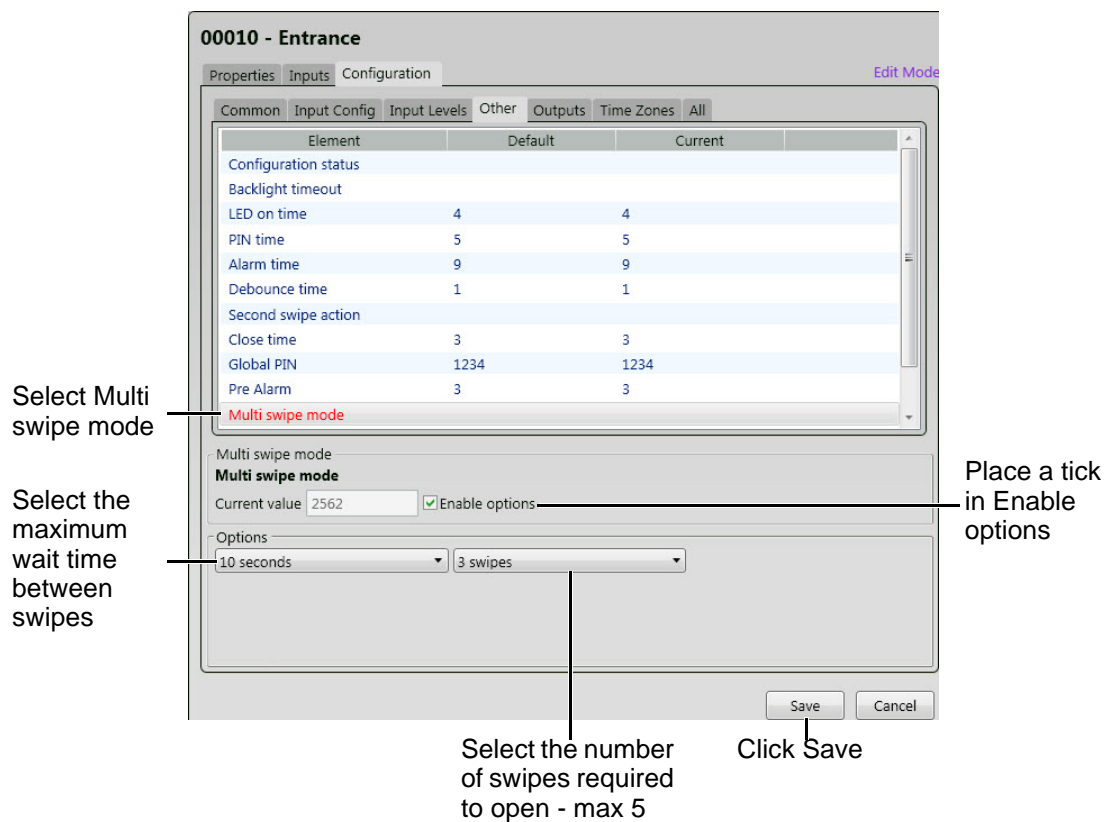 00010 - Entrance
Properties Inputs Configuration Edit Mode
Common Input Config Input Levels Other Outputs Time Zones All
Element Default Current
Configuration status
Backlight timeout
LED on time 4 4
PIN time 5 5
Alarm time 9 9
Debounce time 1 1
Second swipe action
Close time 3 3
Global PIN 1234 1234
Pre Alarm 3 3
Multi swipe mode
Select Multi
swipe mode
Multi swipe mode
Multi swipe mode
Current value 2562 Enable options
Place a tick
in Enable
options
Select the
maximum
wait time
between
swipes
Options
10 seconds 3 swipes
Save Cancel
Select the number
of swipes required
to open - max 5
Click Save